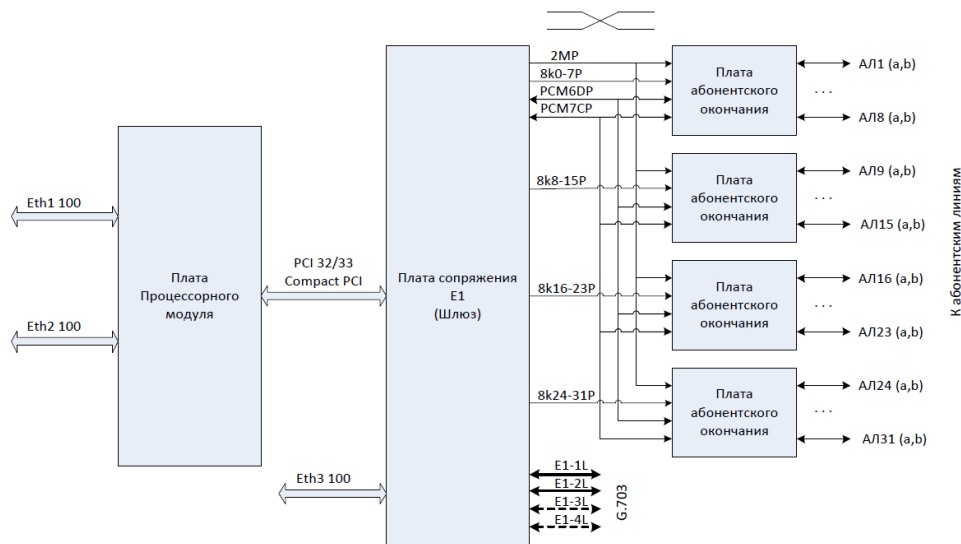 2MP
8k0-7P
PCM6DP
PCM7CP
Плата
абонентского
окончания
АЛ1 (a,b)
. . .
АЛ8 (a,b)
8k8-15P
Плата
абонентского
окончания
АЛ9 (a,b)
. . .
АЛ15 (a,b)
Eth1 100
Eth2 100
Плата
Процессорного
модуля
PCI 32/33
Compact PCI
Плата сопряжения
E1
(Шлюз)
8k16-23P
Плата
абонентского
окончания
АЛ16 (a,b)
. . .
АЛ23 (a,b)
8k24-31P
Плата
абонентского
окончания
АЛ24 (a,b)
. . .
АЛ31 (a,b)
К абонентским линиям
Eth3 100
E1-1L
E1-2L
E1-3L
E1-4L
G.703